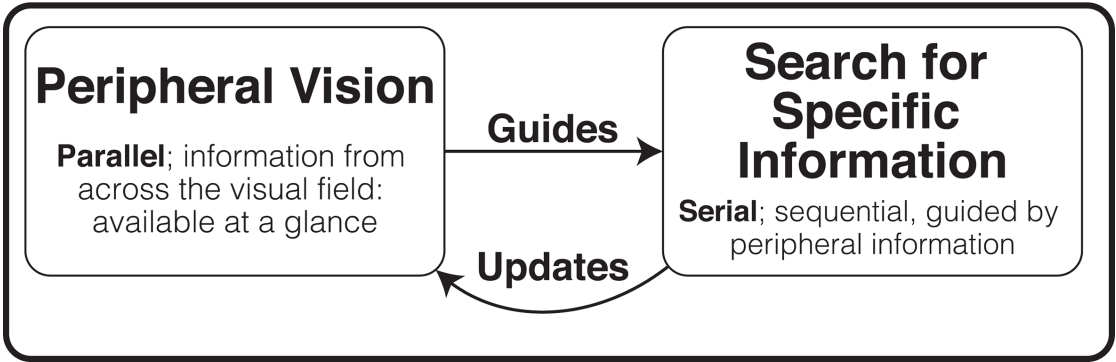 Peripheral Vision
Parallel; information from
across the visual field:
available at a glance
Guides
Updates
Search for
Specific
Information
Serial; sequential, guided by
peripheral information